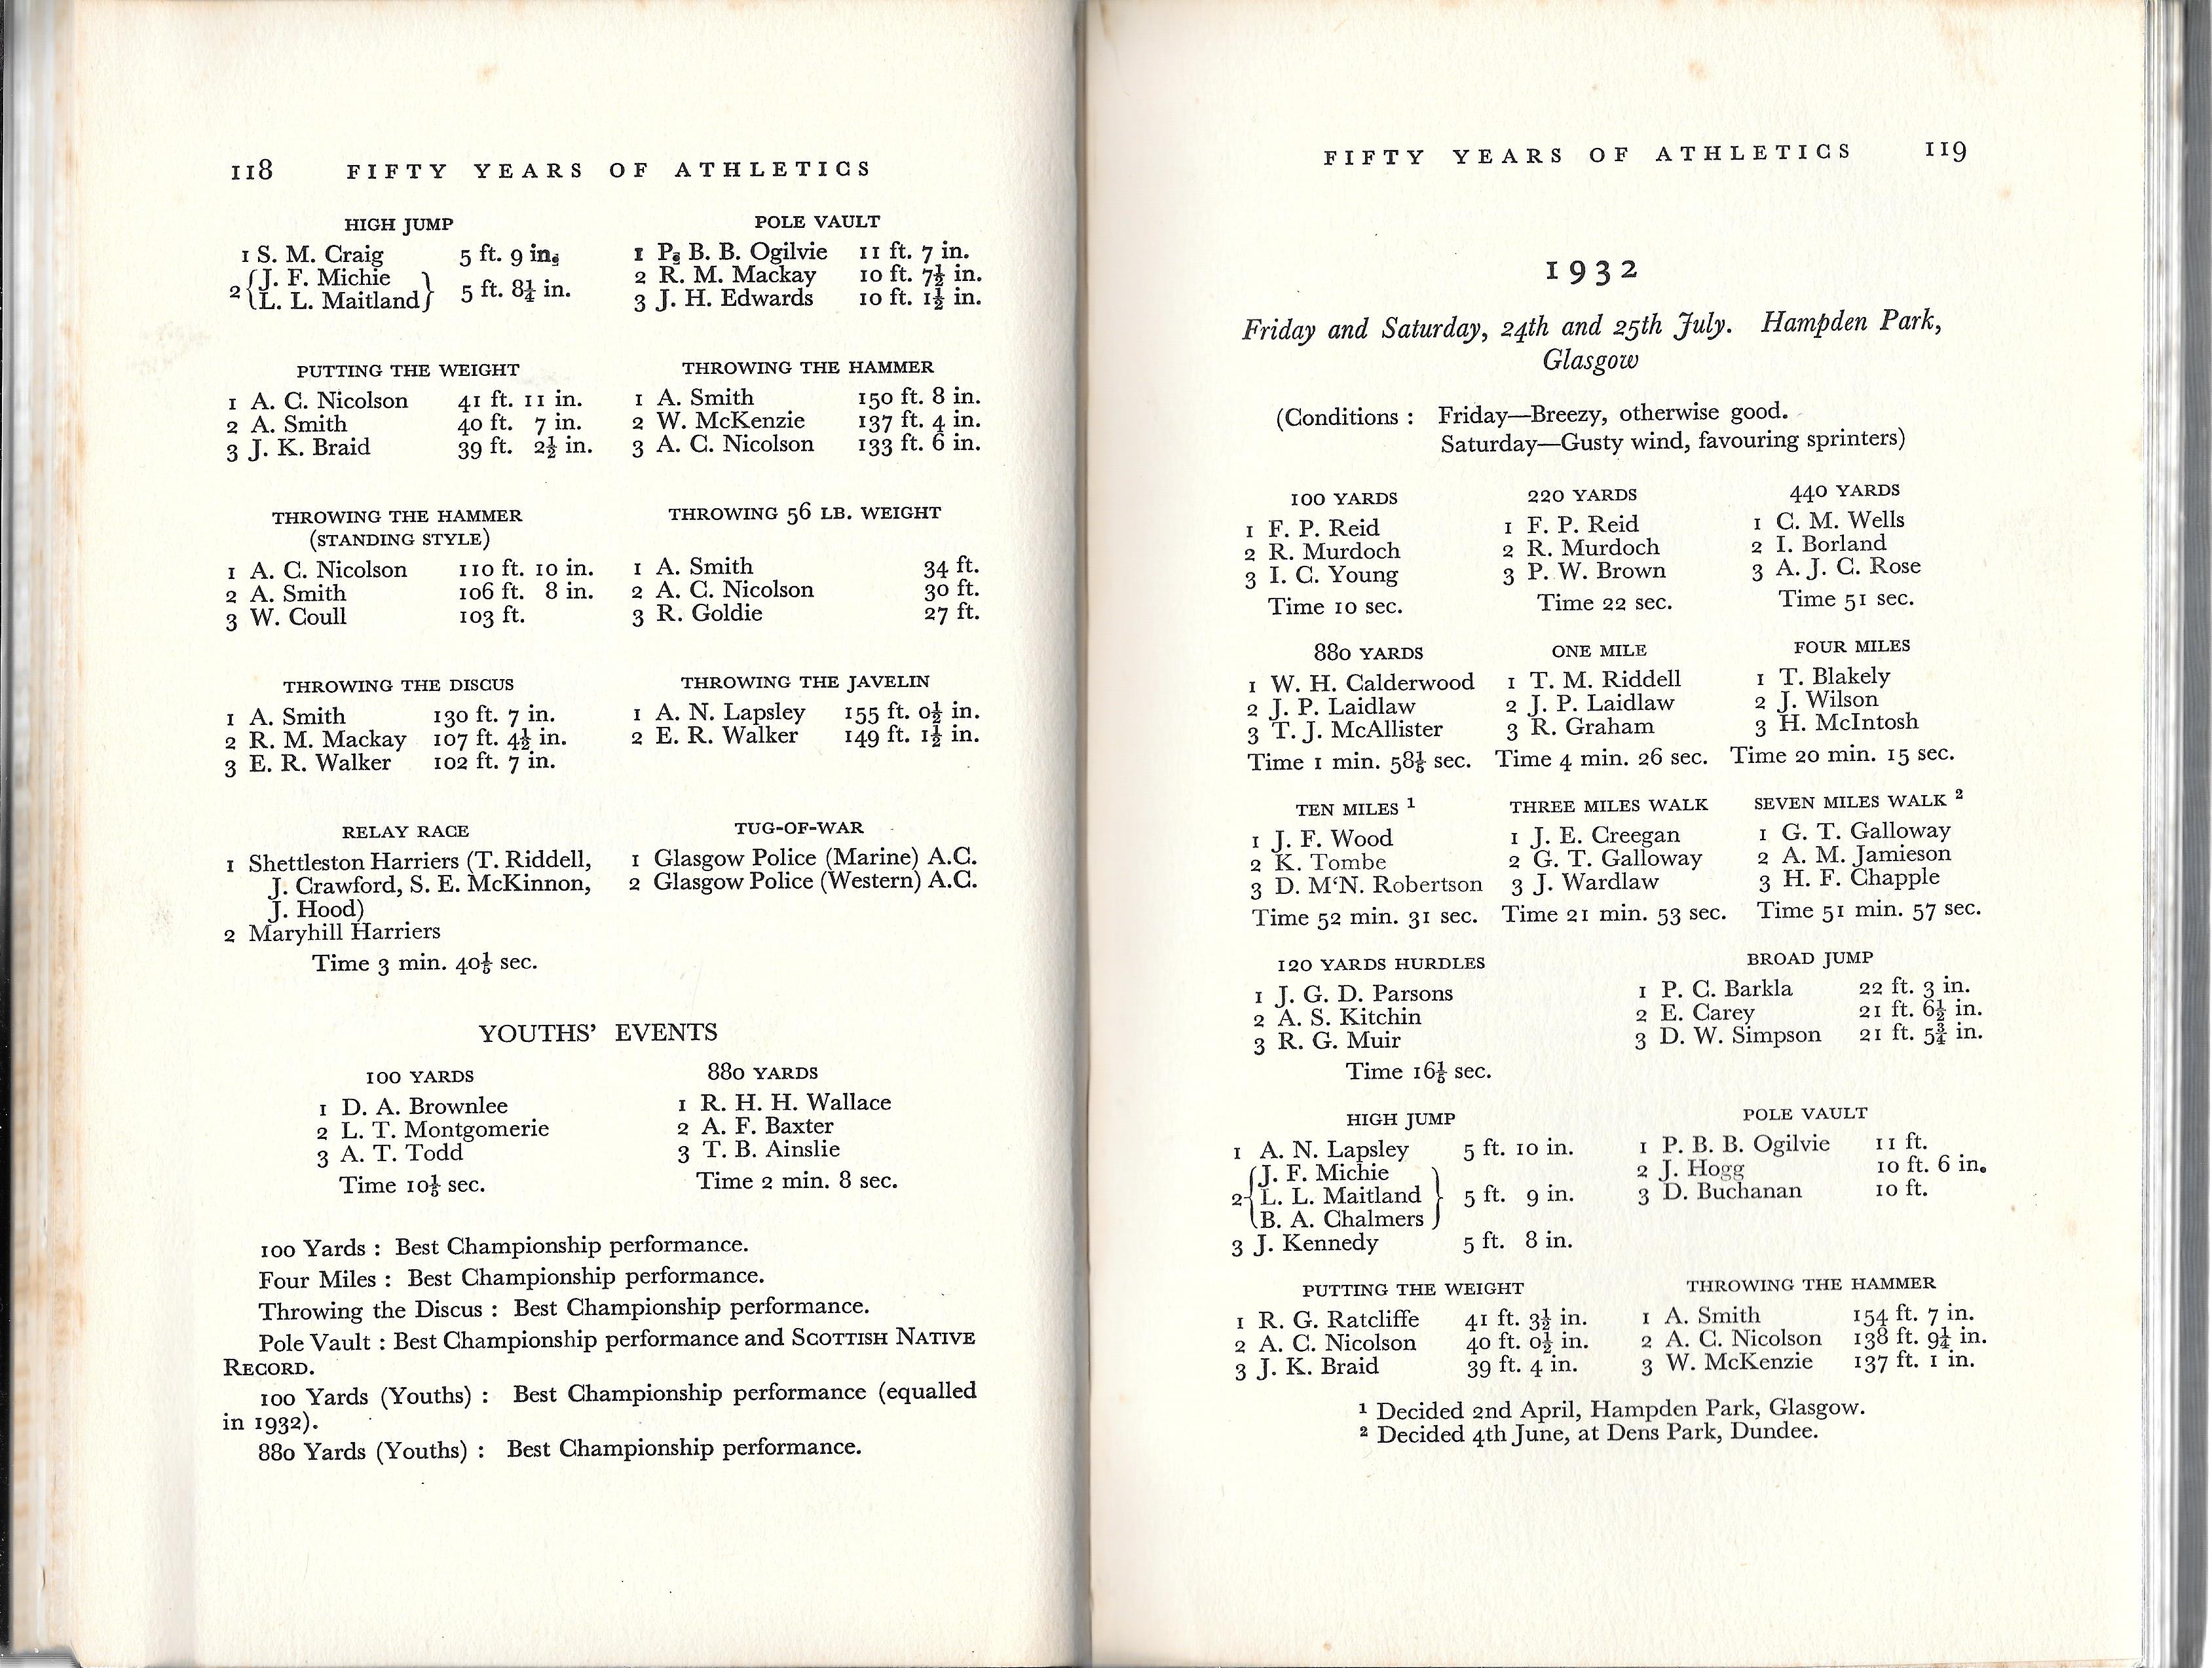 118 FIFTY YEARS OF ATHLETICS
HIGH JUMP
1 S. M. Craig 5 ft. 9 in.
2 { J. F. Michie
L. L. Maitland } 5 ft. 8¼ in.
POLE VAULT
1 P. B. B. Ogilvie 11 ft. 7 in.
2 R. M. Mackay 10 ft. 7½ in.
3 J. H. Edwards 10 ft. 1½ in.
PUTTING THE WEIGHT
1 A. C. Nicolson 41 ft. 11 in.
2 A. Smith 40 ft. 7 in.
3 J. K. Braid 39 ft. 2½ in.
THROWING THE HAMMER
1 A. Smith 150 ft. 8 in.
2 W. McKenzie 137 ft. 4 in.
3 A. C. Nicolson 133 ft. 6 in.
THROWING THE HAMMER
(STANDING STYLE)
1 A. C. Nicolson 110 ft. 10 in.
2 A. Smith 106 ft. 8 in.
3 W. Coull 103 ft.
THROWING 56 LB. WEIGHT
1 A. Smith 34 ft.
2 A. C. Nicolson 30 ft.
3 R. Goldie 27 ft.
THROWING THE DISCUS
1 A. Smith 130 ft. 7 in.
2 R. M. Mackay 107 ft. 4½ in.
3 E. R. Walker 102 ft. 7 in.
THROWING THE JAVELIN
1 A. N. Lapsley 155 ft. 0½ in.
2 E. R. Walker 149 ft. 1½ in.
RELAY RACE
1 Shettleston Harriers (T. Riddell,
J. Crawford, S. E. McKinnon,
J. Hood)
2 Maryhill Harriers
Time 3 min. 40⅕ sec.
TUG-OF-WAR
1 Glasgow Police (Marine) A.C.
2 Glasgow Police (Western) A.C.
YOUTHS' EVENTS
100 YARDS
1 D. A. Brownlee
2 L. T. Montgomerie
3 A. T. Todd
Time 10⅖ sec.
880 YARDS
1 R. H. H. Wallace
2 A. F. Baxter
3 T. B. Ainslie
Time 2 min. 8 sec.
100 Yards : Best Championship performance.
Four Miles : Best Championship performance.
Throwing the Discus : Best Championship performance.
Pole Vault : Best Championship performance and SCOTTISH NATIVE
RECORD.
100 Yards (Youths) : Best Championship performance (equalled
in 1932).
880 Yards (Youths) : Best Championship performance.
FIFTY YEARS OF ATHLETICS 119
1932
Friday and Saturday, 24th and 25th July. Hampden Park,
Glasgow
(Conditions : Friday—Breezy, otherwise good.
Saturday—Gusty wind, favouring sprinters)
100 YARDS
1 F. P. Reid
2 R. Murdoch
3 I. C. Young
Time 10 sec.
220 YARDS
1 F. P. Reid
2 R. Murdoch
3 P. W. Brown
Time 22 sec.
440 YARDS
1 C. M. Wells
2 I. Borland
3 A. J. C. Rose
Time 51 sec.
880 YARDS
1 W. H. Calderwood
2 J. P. Laidlaw
3 T. J. McAllister
Time 1 min. 58⅘ sec.
ONE MILE
1 T. M. Riddell
2 J. P. Laidlaw
3 R. Graham
Time 4 min. 26 sec.
FOUR MILES
1 T. Blakely
2 J. Wilson
3 H. McIntosh
Time 20 min. 15 sec.
TEN MILES ¹
1 J. F. Wood
2 K. Tombe
3 D. M‘N. Robertson
Time 52 min. 31 sec.
THREE MILES WALK
1 J. E. Creegan
2 G. T. Galloway
3 J. Wardlaw
Time 21 min. 53 sec.
SEVEN MILES WALK ²
1 G. T. Galloway
2 A. M. Jamieson
3 H. F. Chapple
Time 51 min. 57 sec.
120 YARDS HURDLES
1 J. G. D. Parsons
2 A. S. Kitchin
3 R. G. Muir
Time 16⅕ sec.
BROAD JUMP
1 P. C. Barkla 22 ft. 3 in.
2 E. Carey 21 ft. 6½ in.
3 D. W. Simpson 21 ft. 5¾ in.
HIGH JUMP
1 A. N. Lapsley 5 ft. 10 in.
2 { J. F. Michie
L. L. Maitland
B. A. Chalmers } 5 ft. 9 in.
3 J. Kennedy 5 ft. 8 in.
POLE VAULT
1 P. B. B. Ogilvie 11 ft.
2 J. Hogg 10 ft. 6 in.
3 D. Buchanan 10 ft.
PUTTING THE WEIGHT
1 R. G. Ratcliffe 41 ft. 3½ in.
2 A. C. Nicolson 40 ft. 0½ in.
3 J. K. Braid 39 ft. 4 in.
THROWING THE HAMMER
1 A. Smith 154 ft. 7 in.
2 A. C. Nicolson 138 ft. 9¼ in.
3 W. McKenzie 137 ft. 1 in.
¹ Decided 2nd April, Hampden Park, Glasgow.
² Decided 4th June, at Dens Park, Dundee.